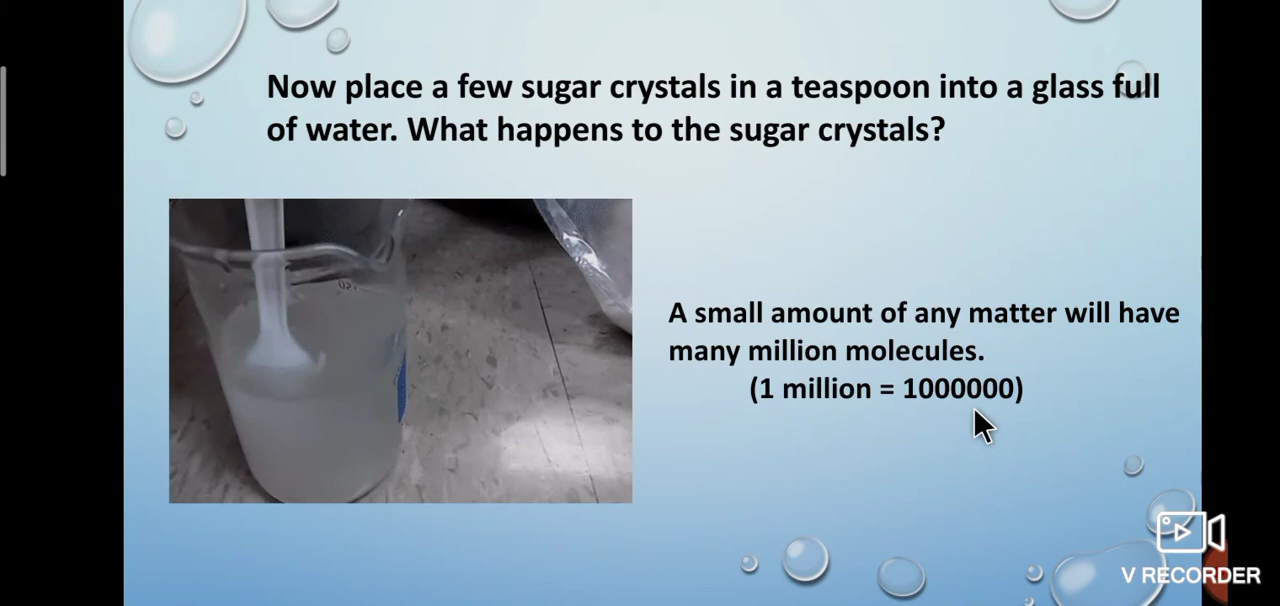 Now place a few sugar crystals in a teaspoon into a glass full
of water. What happens to the sugar crystals?
A small amount of any matter will have
many million molecules.
(1 million = 1000000)
V RECORDER